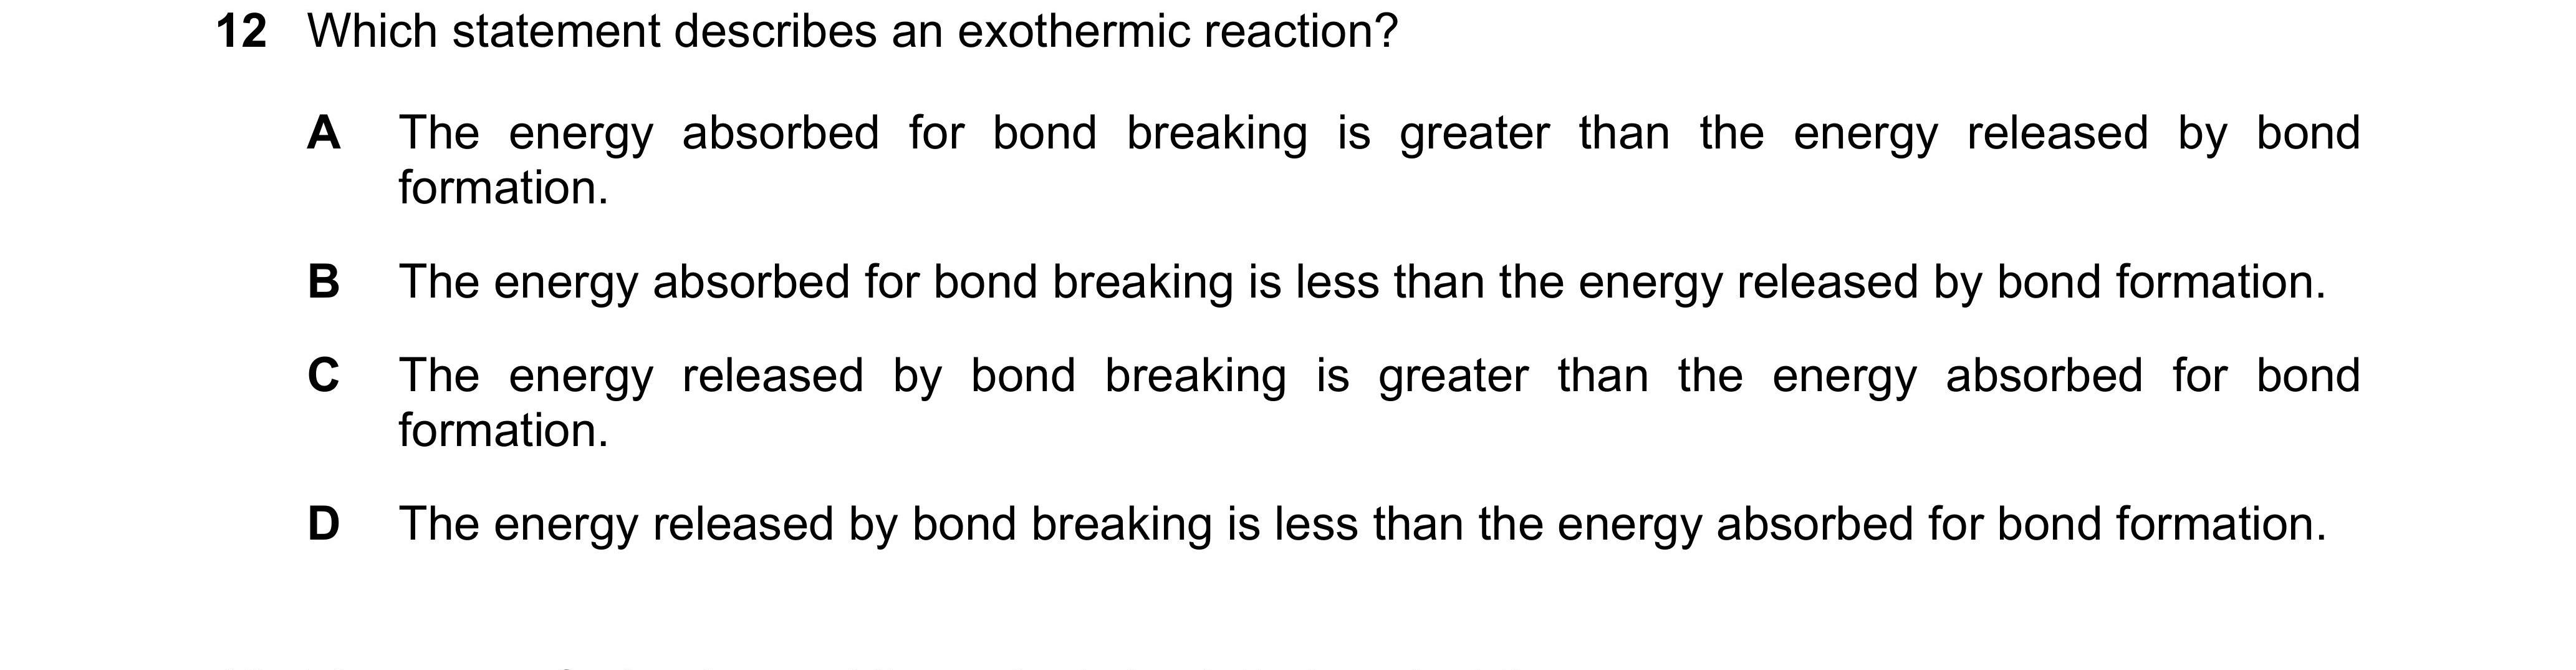 12 Which statement describes an exothermic reaction?
A The energy absorbed for bond breaking is greater than the energy released by bond
formation.
B The energy absorbed for bond breaking is less than the energy released by bond formation.
C The energy released by bond breaking is greater than the energy absorbed for bond
formation.
D The energy released by bond breaking is less than the energy absorbed for bond formation.